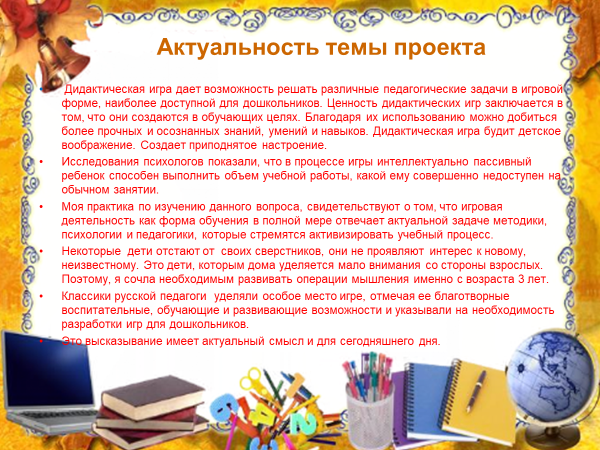 Актуальность темы проекта
Дидактическая игра дает возможность решать различные педагогические задачи в игровой
форме, наиболее доступной для дошкольников. Ценность дидактических игр заключается в
том, что они создаются в обучающих целях. Благодаря их использованию можно добиться
более прочных и осознанных знаний, умений и навыков. Дидактическая игра будит детское
воображение. Создает приподнятое настроение.
• Исследования психологов показали, что в процессе игры интеллектуально пассивный
ребенок способен выполнить объем учебной работы, какой ему совершенно недоступен на
обычном занятии.
• Моя практика по изучению данного вопроса, свидетельствуют о том, что игровая
деятельность как форма обучения в полной мере отвечает актуальной задаче методики,
психологии и педагогики, которые стремятся активизировать учебный процесс.
• Некоторые дети отстают от своих сверстников, они не проявляют интерес к новому,
неизвестному. Это дети, которым дома уделяется мало внимания со стороны взрослых.
Поэтому, я сочла необходимым развивать операции мышления именно с возраста 3 лет.
• Классики русской педагоги уделяли особое место игре, отмечая ее благотворные
воспитательные, обучающие и развивающие возможности и указывали на необходимость
разработки игр для дошкольников.
• Это высказывание имеет актуальный смысл и для сегодняшнего дня.